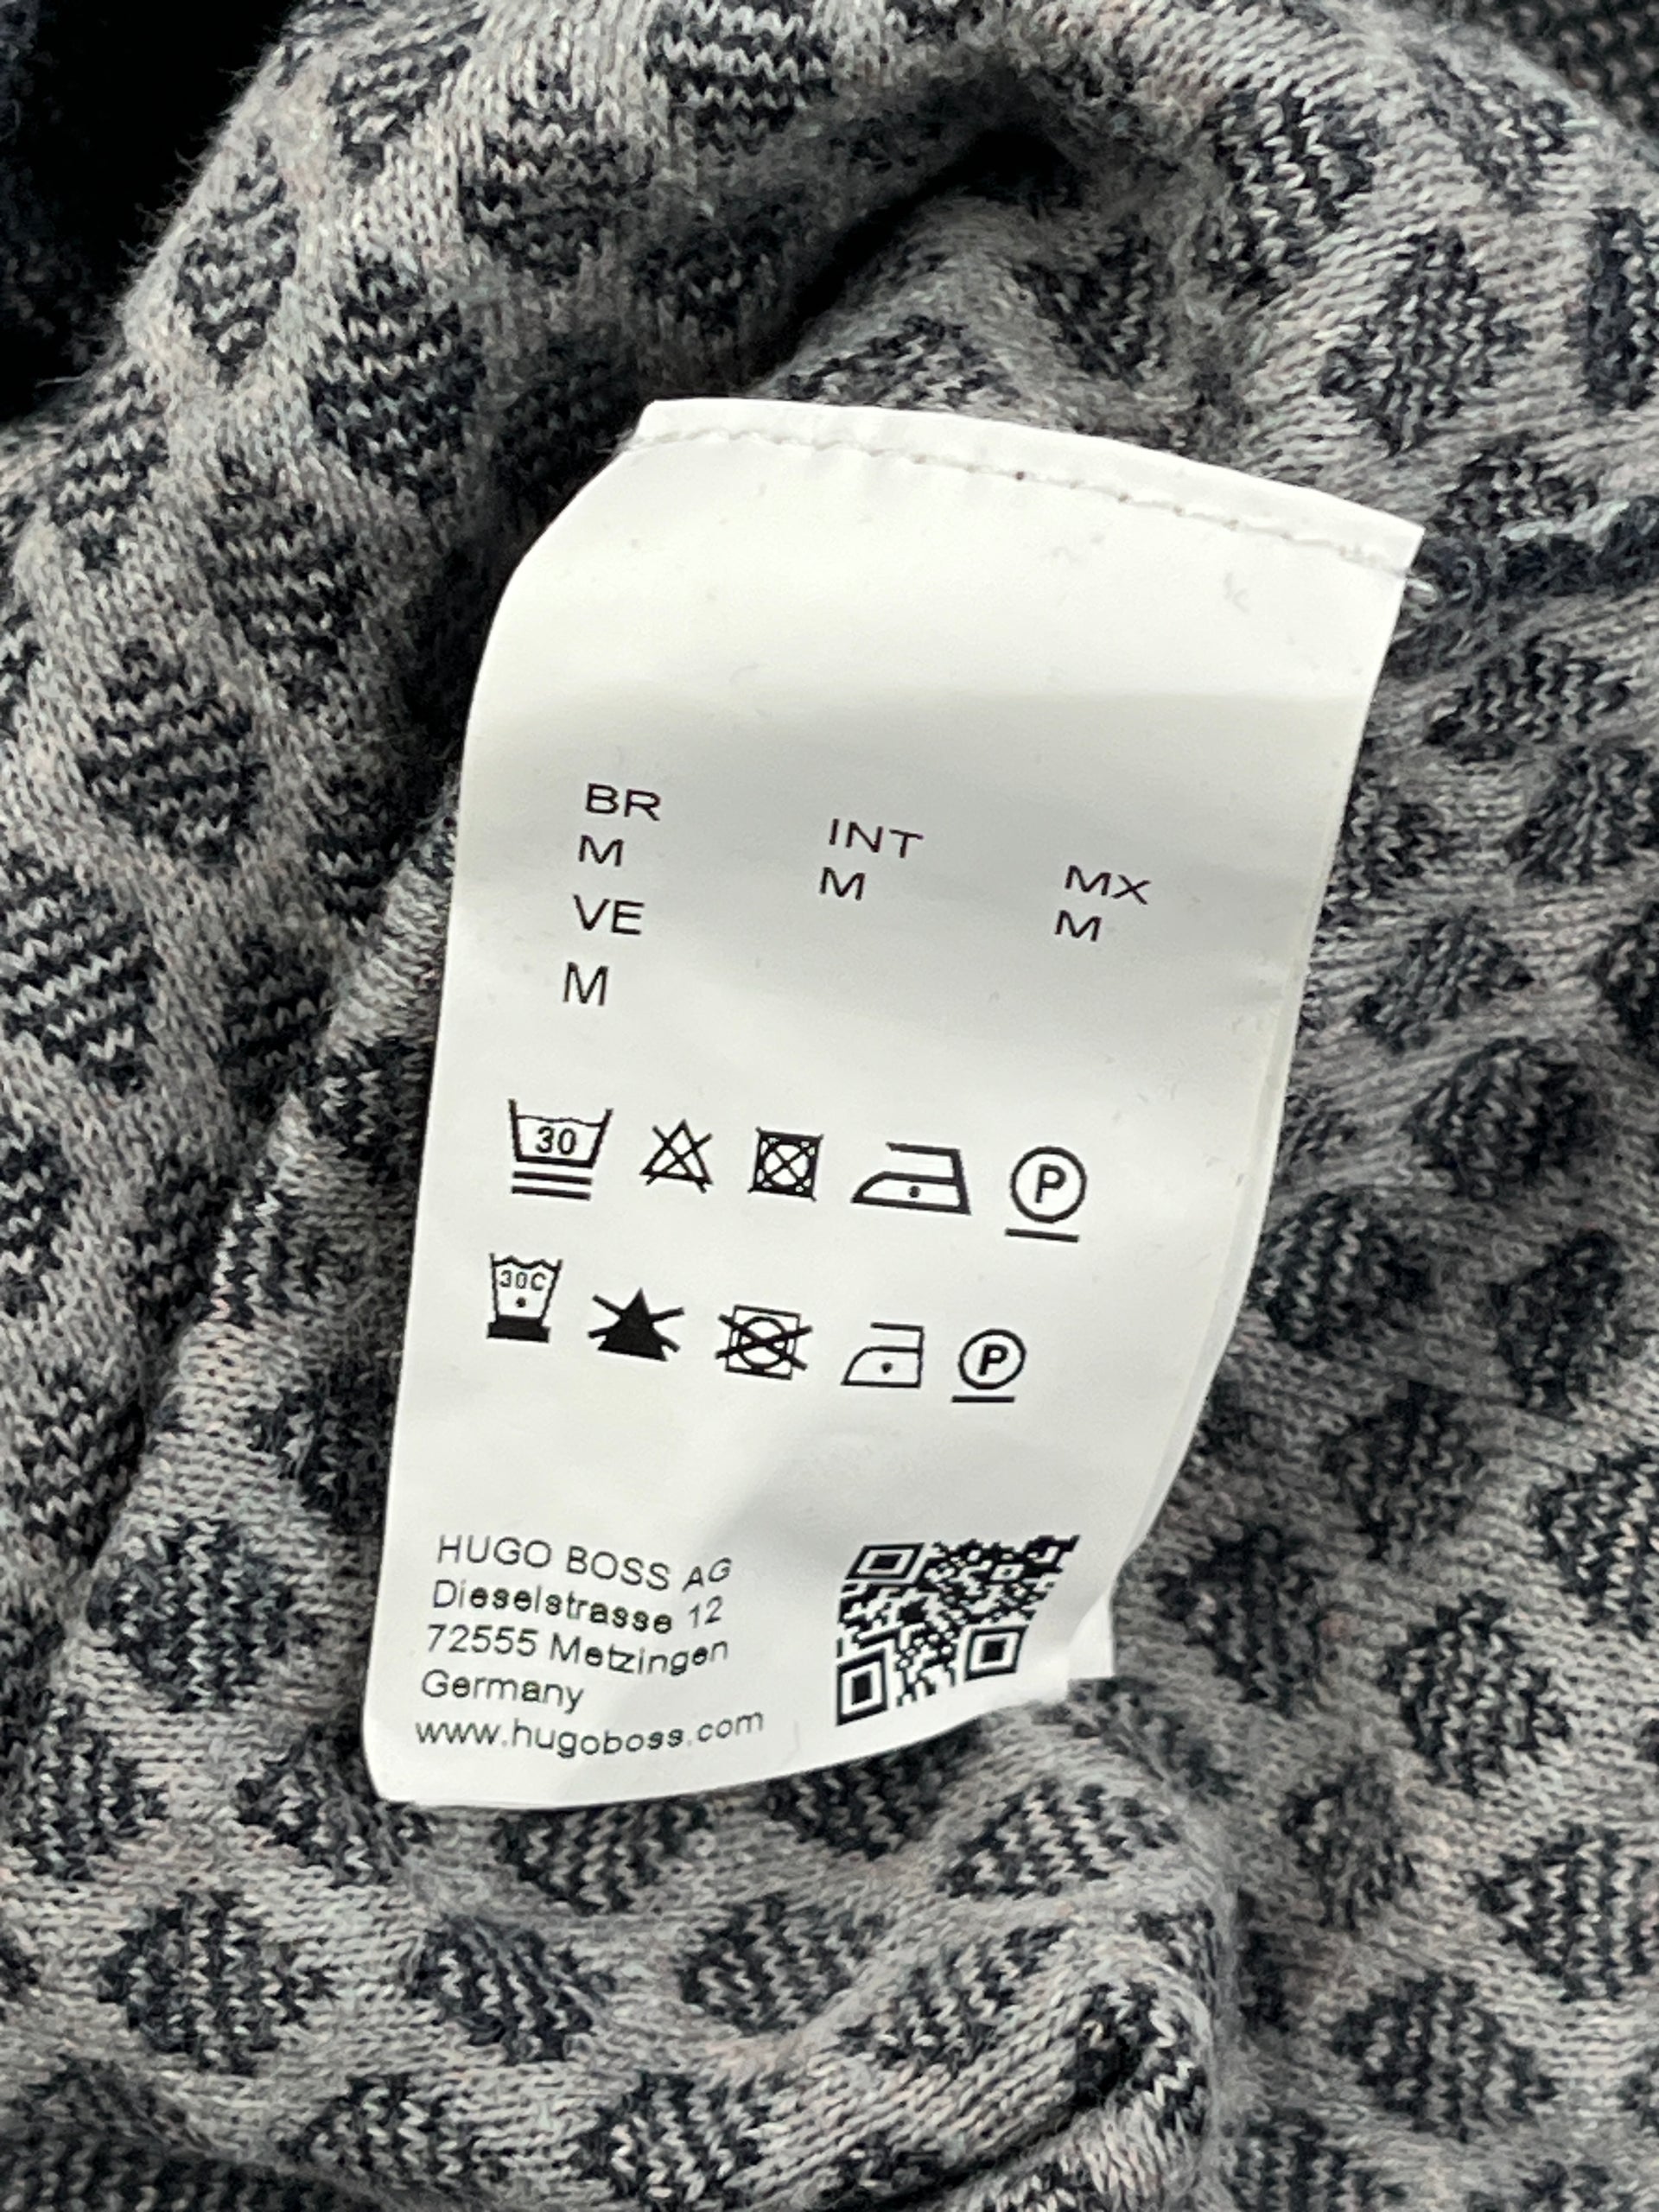 BR INT MX
M M M
VE
M
30 P
30C P
HUGO BOSS AG
Dieselstrasse 12
72555 Metzingen
Germany
www.hugoboss.com